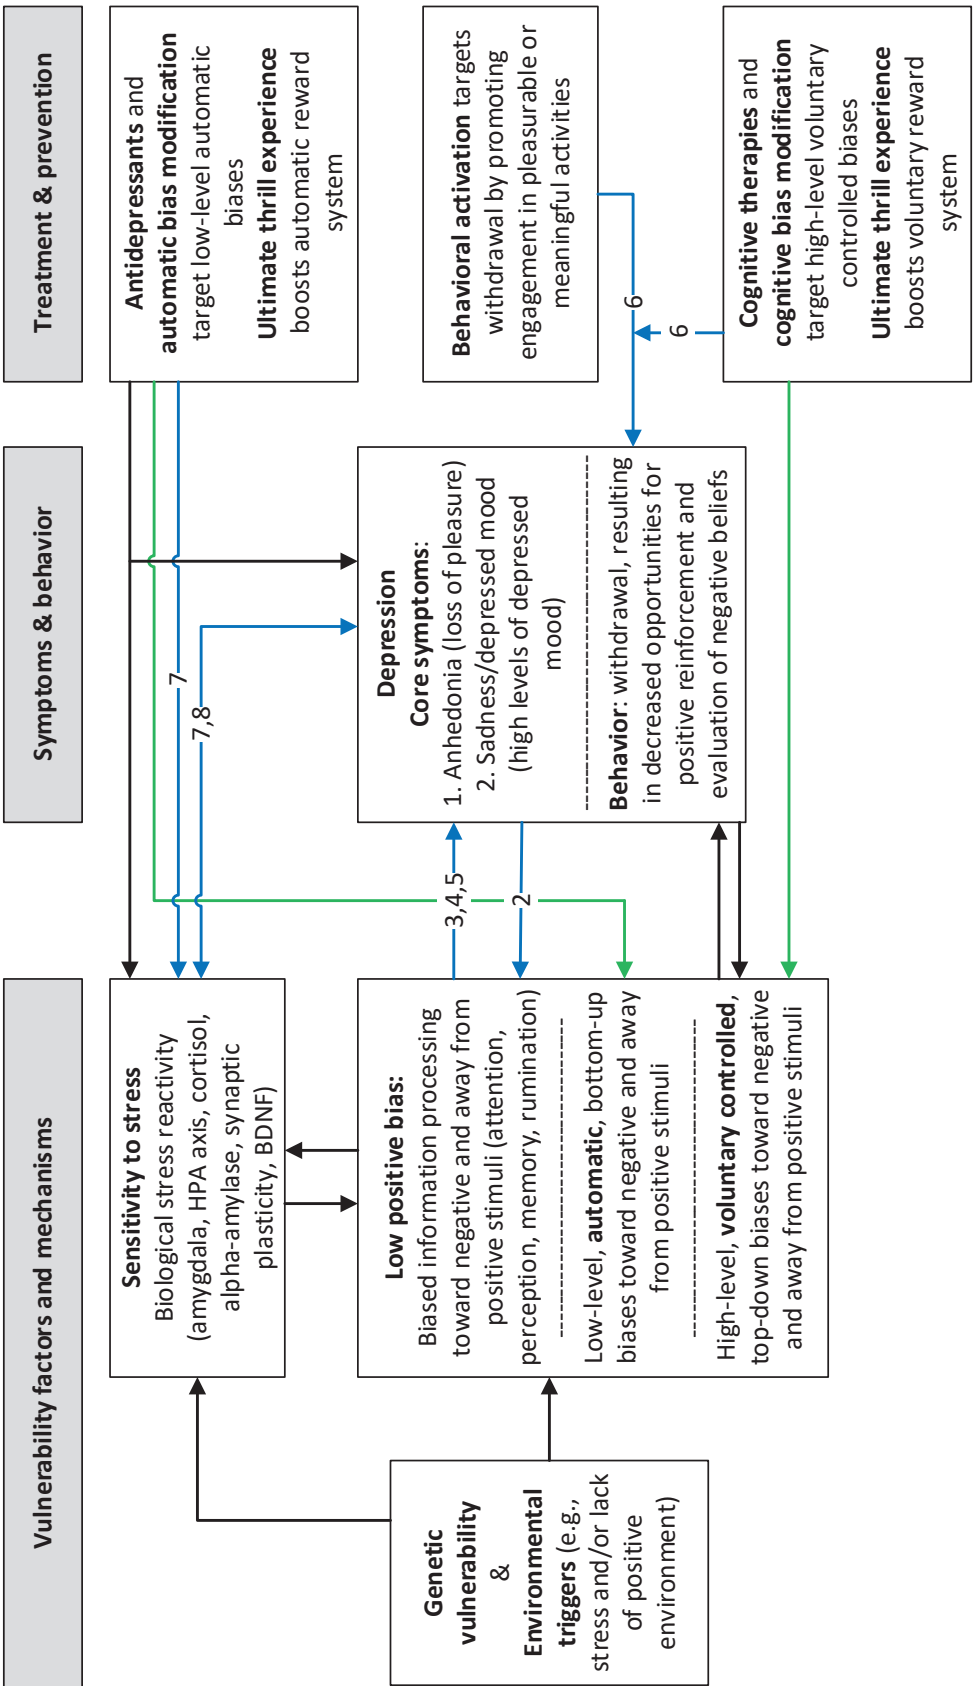 Vulnerability factors and mechanisms
Symptoms & behavior
Treatment & prevention
Genetic
vulnerability
&
Environmental
triggers (e.g.,
stress and/or lack
of positive
environment)
Sensitivity to stress
Biological stress reactivity
(amygdala, HPA axis, cortisol,
alpha-amylase, synaptic
plasticity, BDNF)
Low positive bias:
Biased information processing
toward negative and away from
positive stimuli (attention,
perception, memory, rumination)
Low-level, automatic, bottom-up
biases toward negative and away
from positive stimuli
High-level, voluntary controlled,
top-down biases toward negative
and away from positive stimuli
7
7,8
3,4,5
2
Depression
Core symptoms:
1. Anhedonia (loss of pleasure)
2. Sadness/depressed mood
(high levels of depressed
mood)
Behavior: withdrawal, resulting
in decreased opportunities for
positive reinforcement and
evaluation of negative beliefs
6
6
Antidepressants and
automatic bias modification
target low-level automatic
biases
Ultimate thrill experience
boosts automatic reward
system
Behavioral activation targets
withdrawal by promoting
engagement in pleasurable or
meaningful activities
Cognitive therapies and
cognitive bias modification
target high-level voluntary
controlled biases
Ultimate thrill experience
boosts voluntary reward
system